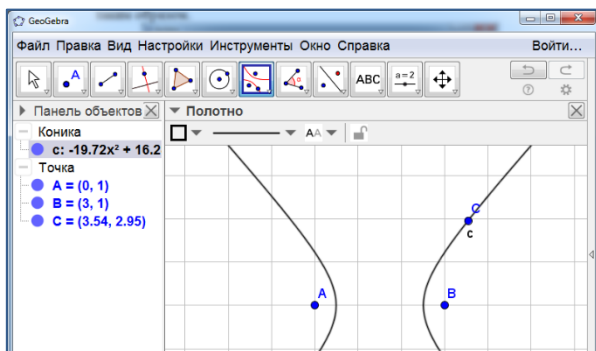 GeoGebra
Файл Правка Вид Настройки Инструменты Окно Справка Войти...
A ABC a=2
Панель объектов Полотно
Коника AA
c: -19.72x² + 16.2
Точка
A = (0, 1)
B = (3, 1)
C = (3.54, 2.95)
C
c
A B